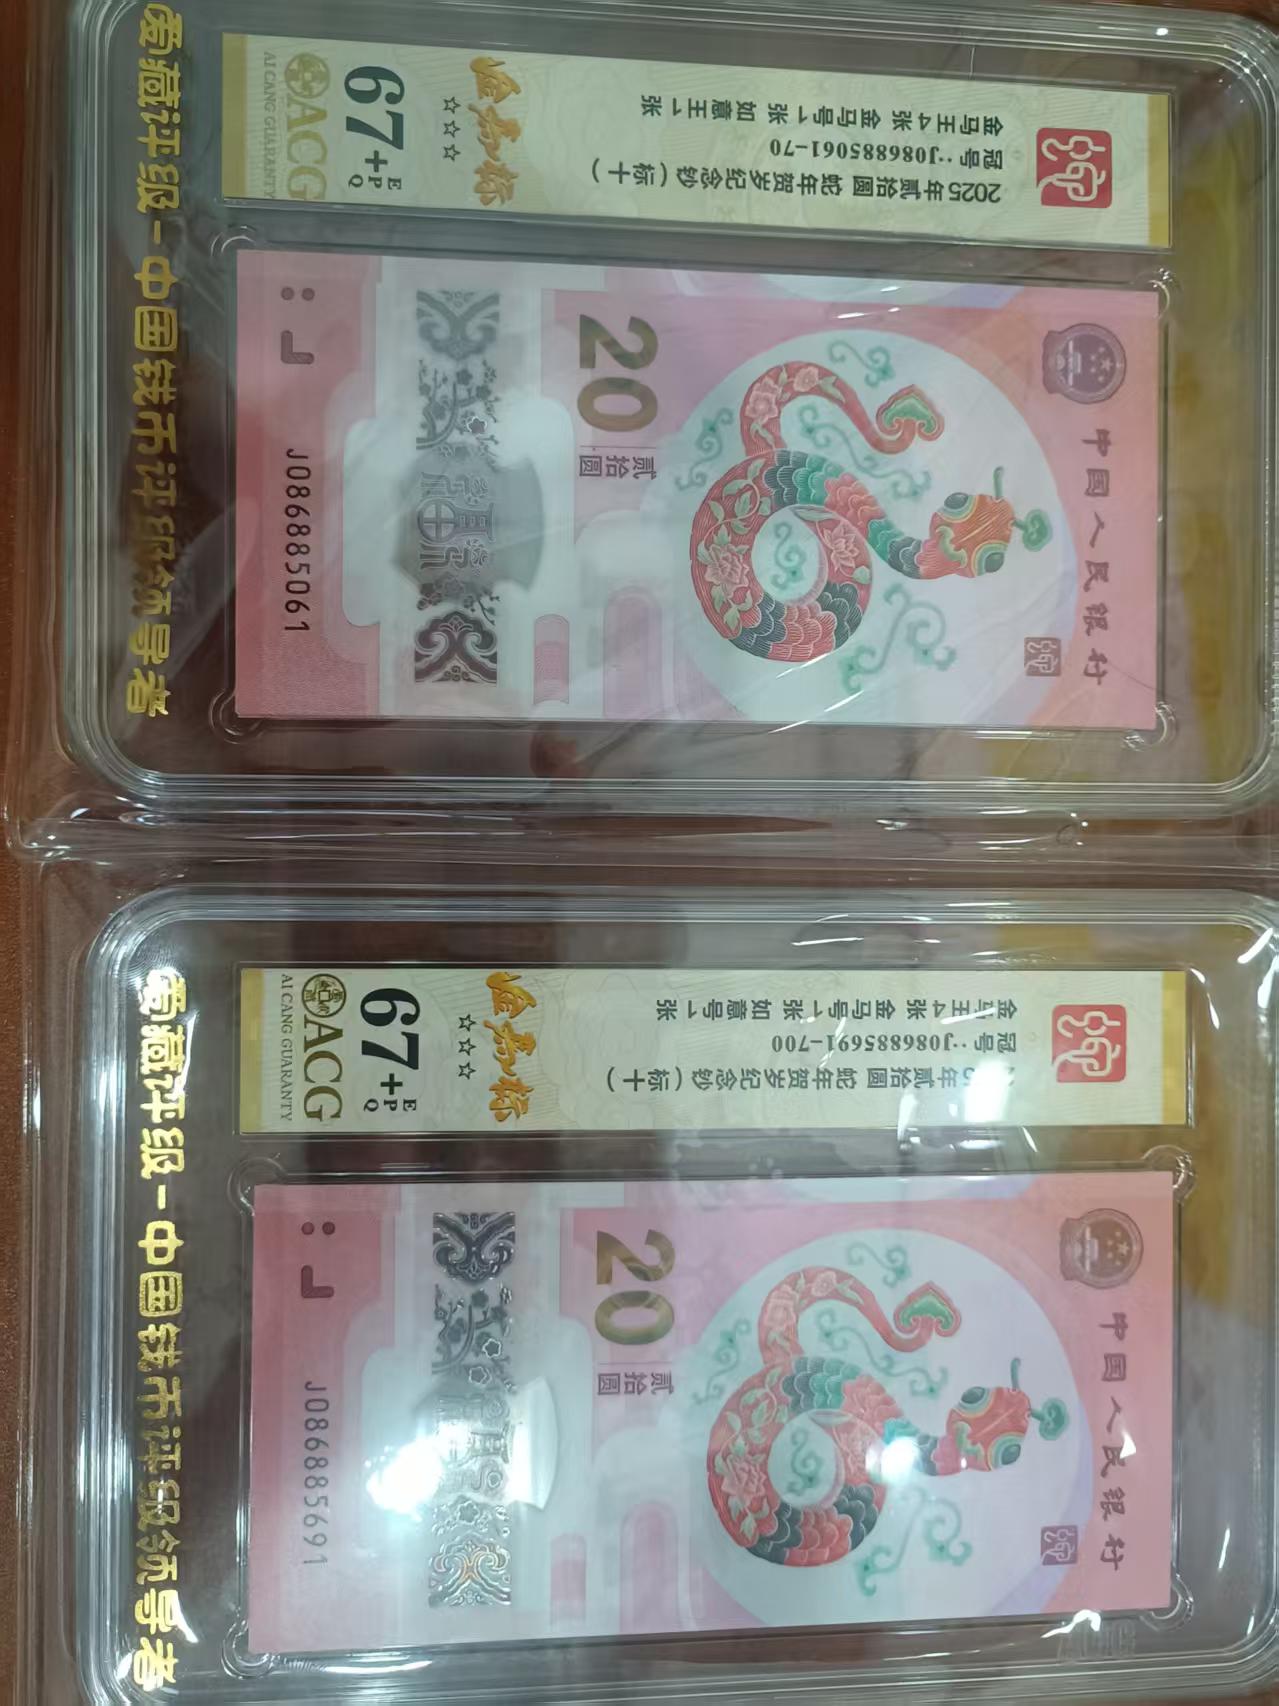 爱藏评级-中国钱币评级领导者
ACG
AI CANG GUARANTY
67+
E
P
Q
金马标
☆☆☆
2025年贰拾圆 蛇年贺岁纪念钞(标十)
冠号:J086885061-70
金马王4张 金马号1张 如意王1张
蛇
中国人民银行
20
贰拾圆
福
J086885061
蛇
爱藏评级-中国钱币评级领导者
ACG
AI CANG GUARANTY
67+
E
P
Q
金马标
☆☆☆
年贰拾圆 蛇年贺岁纪念钞(标十)
冠号:J086885691-700
金马王4张 金马号1张 如意号1张
蛇
中国人民银行
20
贰拾圆
J086885691
蛇